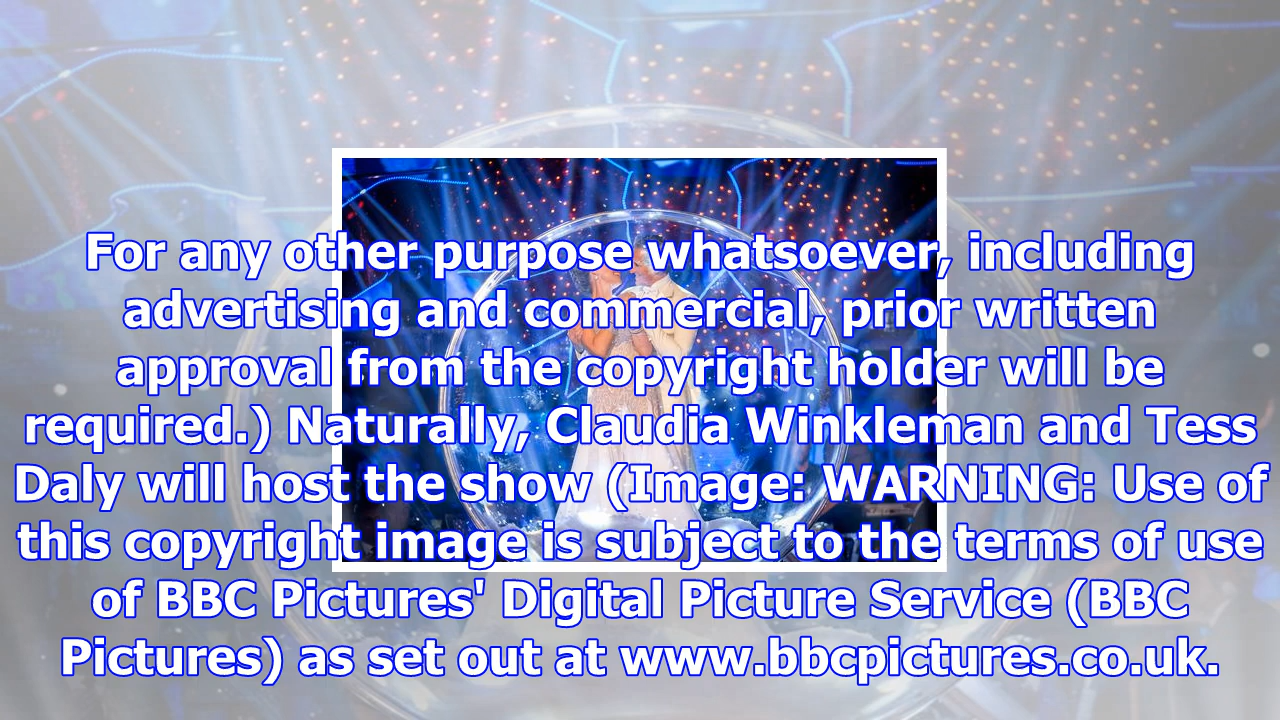 For any other purpose whatsoever, including
advertising and commercial, prior written
approval from the copyright holder will be
required.) Naturally, Claudia Winkleman and Tess
Daly will host the show (Image: WARNING: Use of
this copyright image is subject to the terms of use
of BBC Pictures' Digital Picture Service (BBC
Pictures) as set out at www.bbcpictures.co.uk.